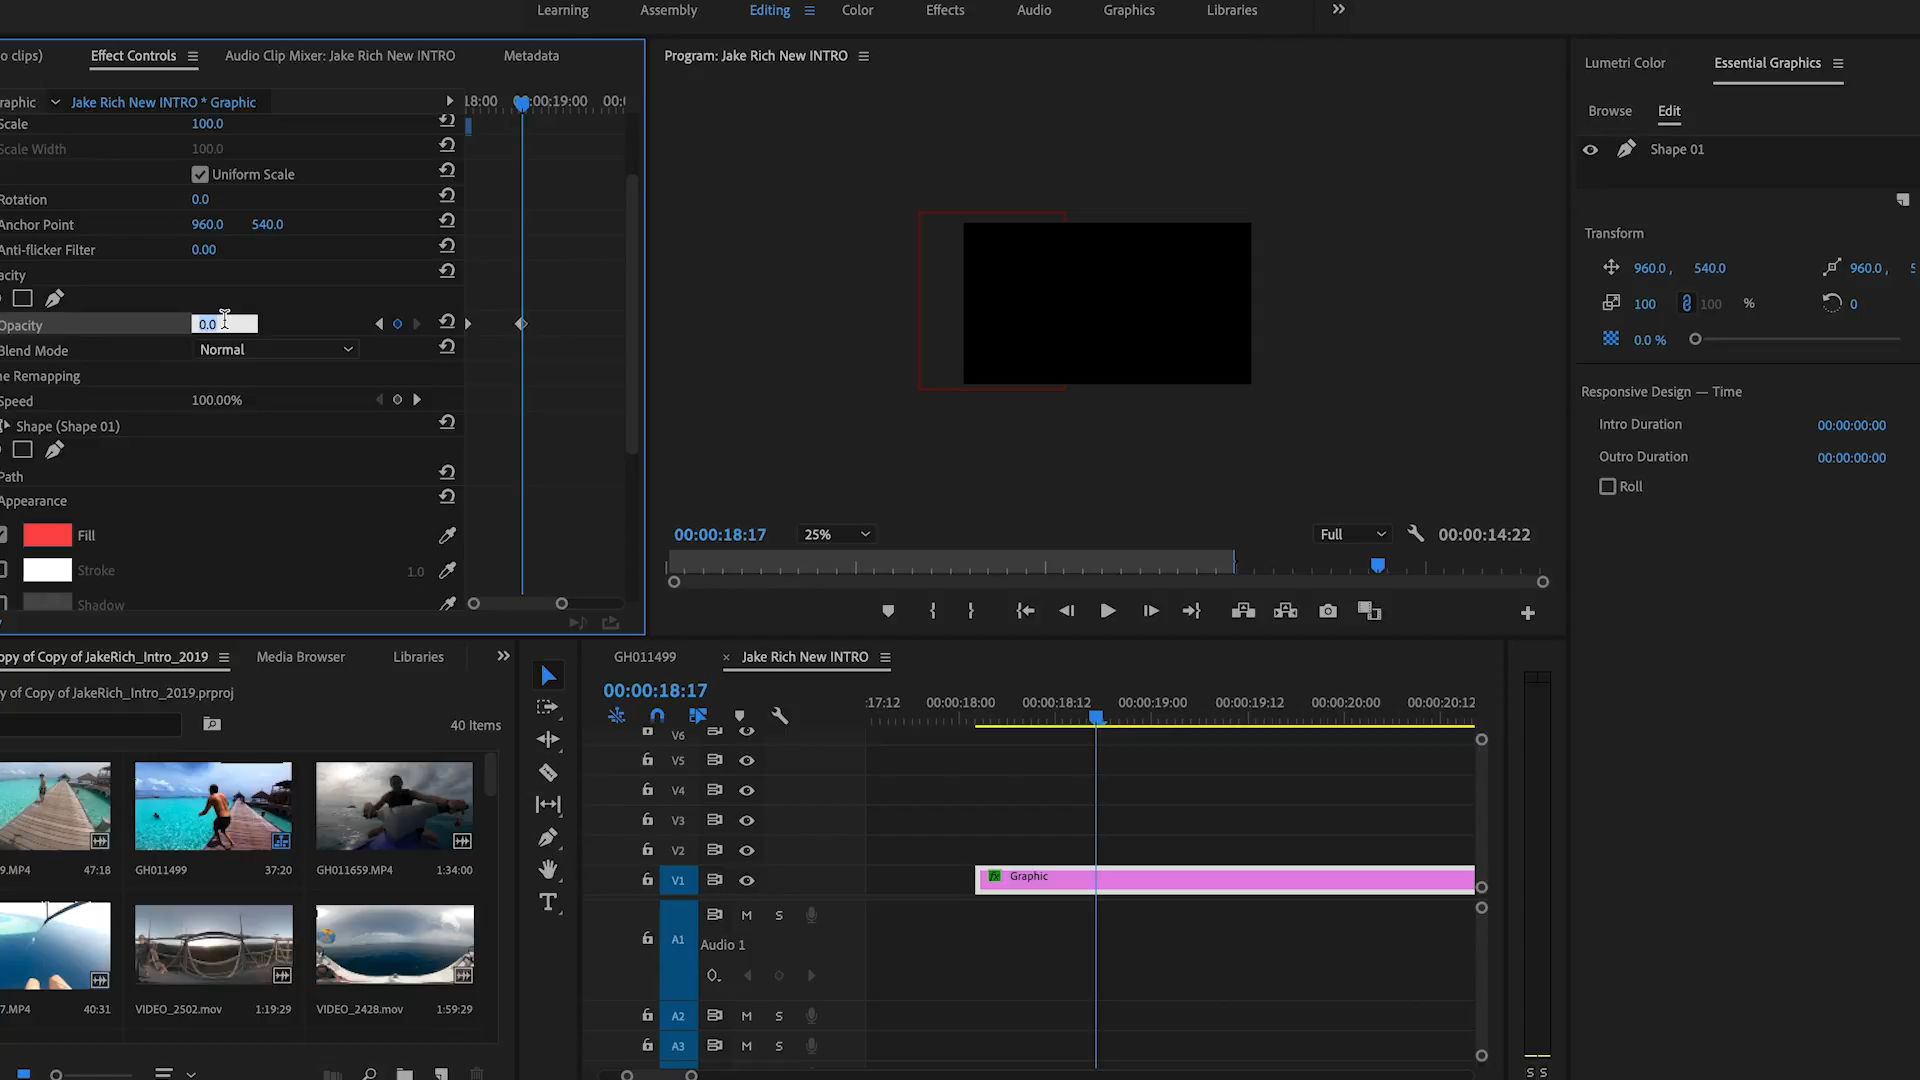 Learning Assembly Editing Color Effects Audio Graphics Libraries
o clips) Effect Controls Audio Clip Mixer: Jake Rich New INTRO Metadata
raphic Jake Rich New INTRO * Graphic
18:00 00:00:19:00 00:
Scale 100.0
Scale Width 100.0
Uniform Scale
Rotation 0.0
Anchor Point 960.0 540.0
Anti-flicker Filter 0.00
acity
Opacity 0.0
Blend Mode Normal
ne Remapping
Speed 100.00%
Shape (Shape 01)
Path
Appearance
Fill
Stroke 1.0
Shadow
Program: Jake Rich New INTRO
00:00:18:17 25% Full 00:00:14:22
Lumetri Color Essential Graphics
Browse Edit
Shape 01
Transform
960.0 , 540.0 960.0 , 5
100 100 % 0
0.0 %
Responsive Design — Time
Intro Duration 00:00:00:00
Outro Duration 00:00:00:00
Roll
opy of Copy of JakeRich_Intro_2019 Media Browser Libraries
y of Copy of JakeRich_Intro_2019.prproj
40 Items
9.MP4 47:18 GH011499 37:20 GH011659.MP4 1:34:00
7.MP4 40:31 VIDEO_2502.mov 1:19:29 VIDEO_2428.mov 1:59:29
T
GH011499 × Jake Rich New INTRO
00:00:18:17
:17:12 00:00:18:00 00:00:18:12 00:00:19:00 00:00:19:12 00:00:20:00 00:00:20:12
V6
V5
V4
V3
V2
V1 fx Graphic
A1 M S
Audio 1
A2 M S
A3 M S
S S